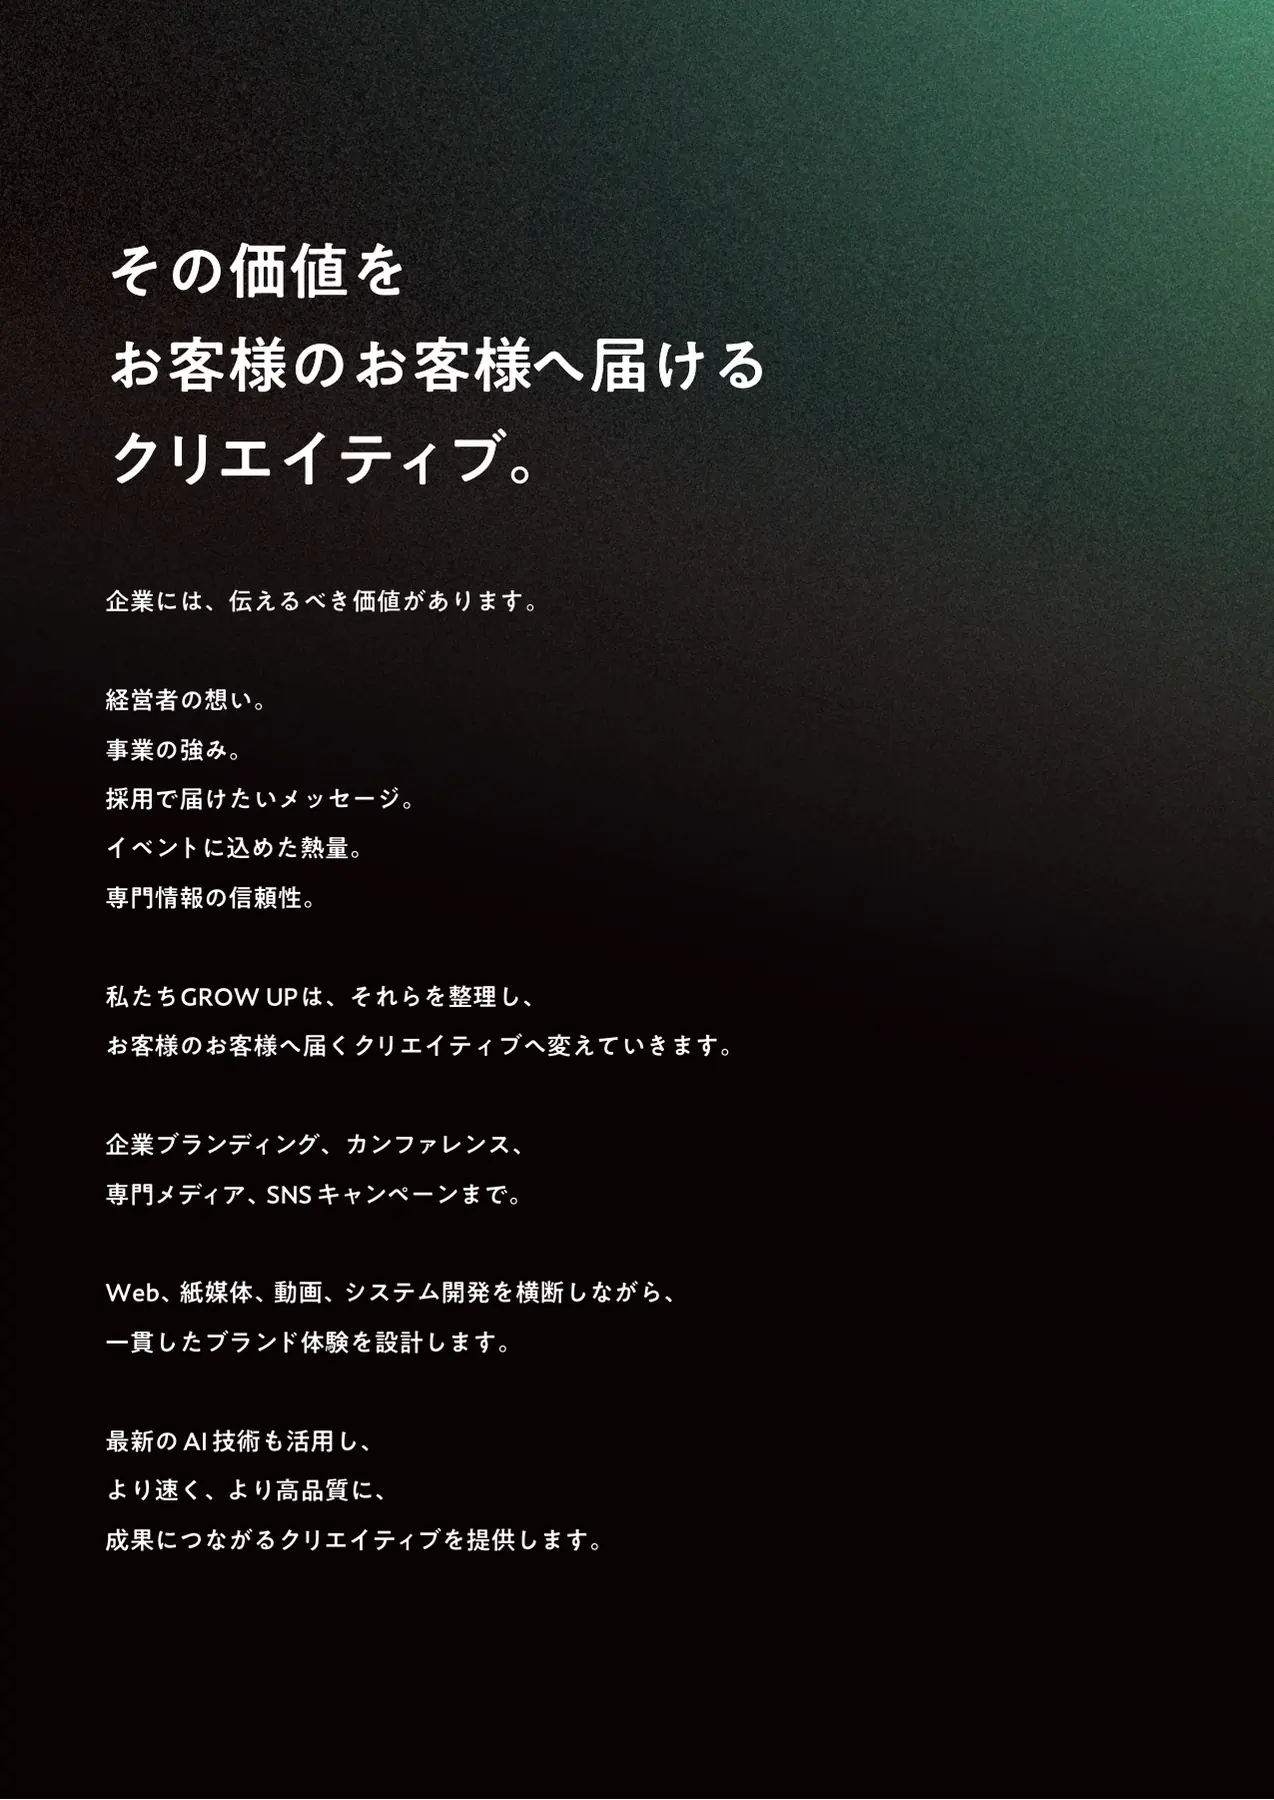 その価値を
お客様のお客様へ届ける
クリエイティブ。
企業には、伝えるべき価値があります。
経営者の想い。
事業の強み。
採用で届けたいメッセージ。
イベントに込めた熱量。
専門情報の信頼性。
私たちGROW UPは、それらを整理し、
お客様のお客様へ届くクリエイティブへ変えていきます。
企業ブランディング、カンファレンス、
専門メディア、SNSキャンペーンまで。
Web、紙媒体、動画、システム開発を横断しながら、
一貫したブランド体験を設計します。
最新のAI技術も活用し、
より速く、より高品質に、
成果につながるクリエイティブを提供します。